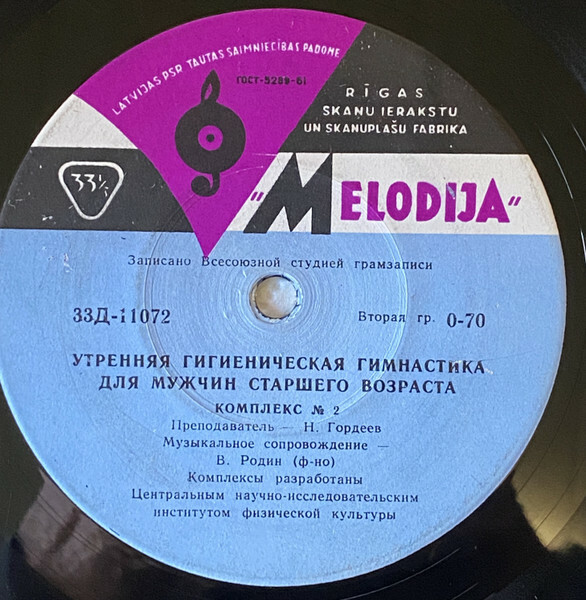 LATVIJAS PSR TAUTAS SAIMNIECĪBAS PADOME
ГОСТ-5289-61
RĪGAS
SKAŅU IERAKSTU
UN SKAŅUPLAŠU FABRIKA
33⅓
"MELODIJA"
Записано Всесоюзной студией грамзаписи
33Д-11072
Вторая гр. 0-70
УТРЕННЯЯ ГИГИЕНИЧЕСКАЯ ГИМНАСТИКА
ДЛЯ МУЖЧИН СТАРШЕГО ВОЗРАСТА
КОМПЛЕКС № 2
Преподаватель — Н. Гордеев
Музыкальное сопровождение —
В. Родин (ф-но)
Комплексы разработаны
Центральным научно-исследовательским
институтом физической культуры